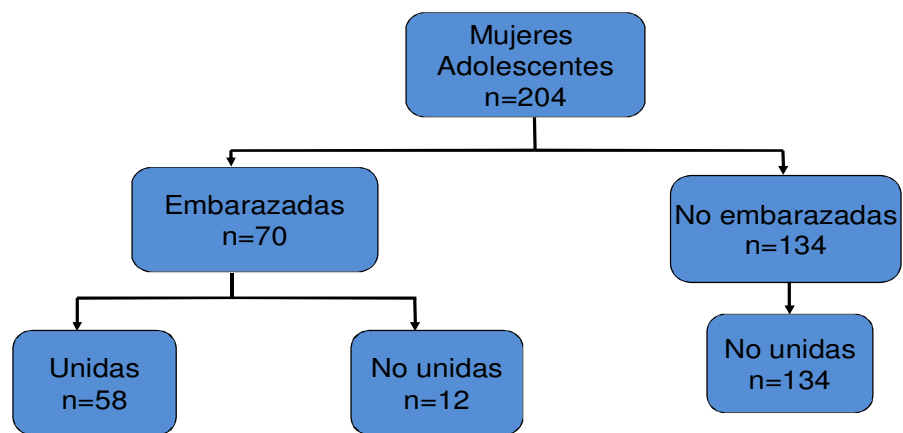 Mujeres
Adolescentes
n=204
Embarazadas
n=70
No embarazadas
n=134
Unidas
n=58
No unidas
n=12
No unidas
n=134